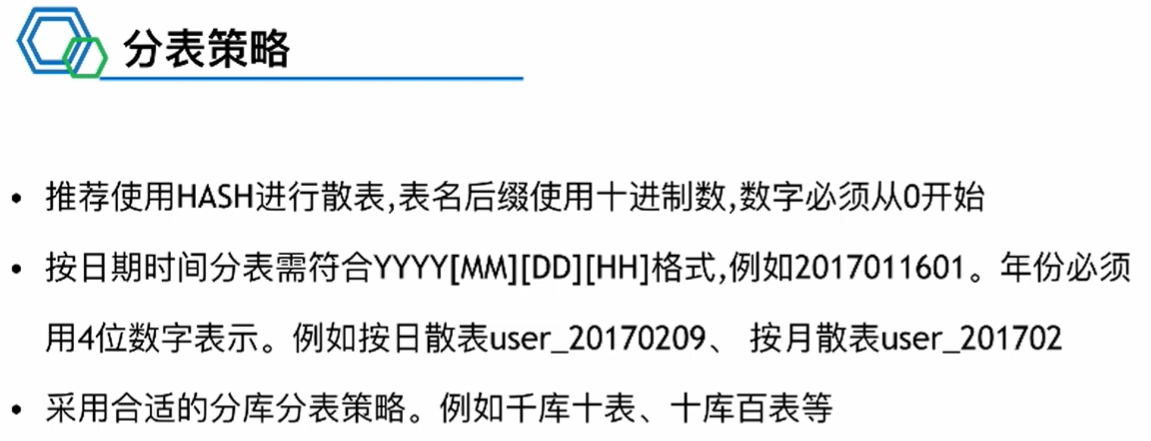 分表策略
• 推荐使用HASH进行散表,表名后缀使用十进制数,数字必须从0开始
• 按日期时间分表需符合YYYY[MM][DD][HH]格式,例如2017011601。年份必须
用4位数字表示。例如按日散表user_20170209、 按月散表user_201702
• 采用合适的分库分表策略。例如千库十表、十库百表等